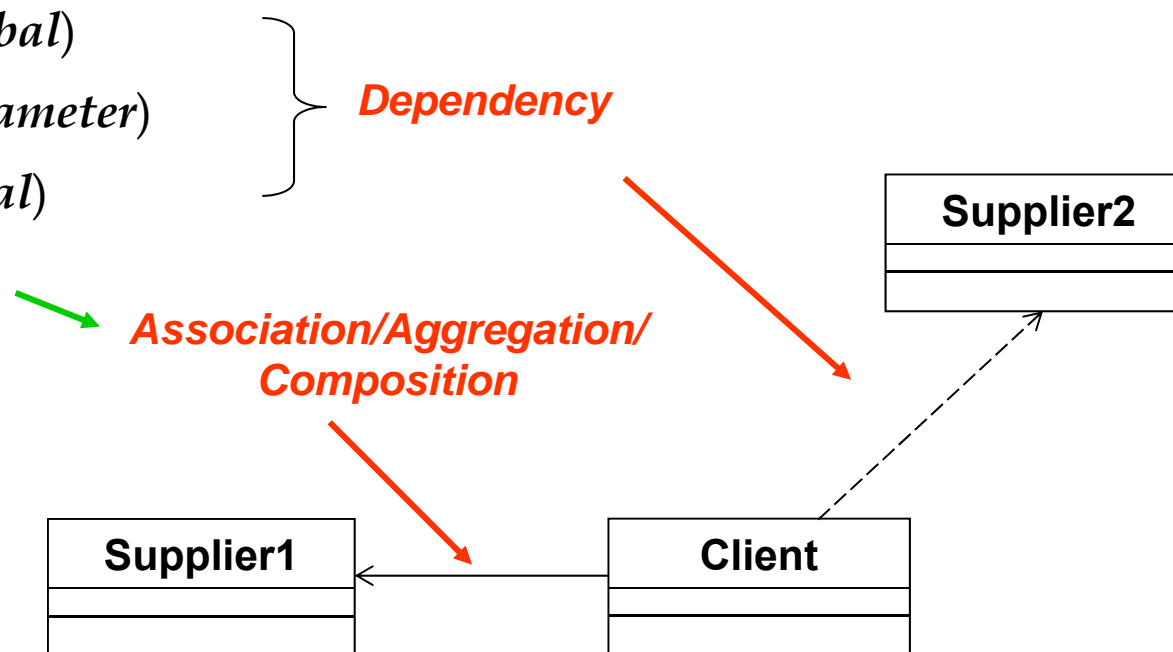 bal)
ameter)
al)
Dependency
Supplier2
Association/Aggregation/
Composition
Supplier1
Client